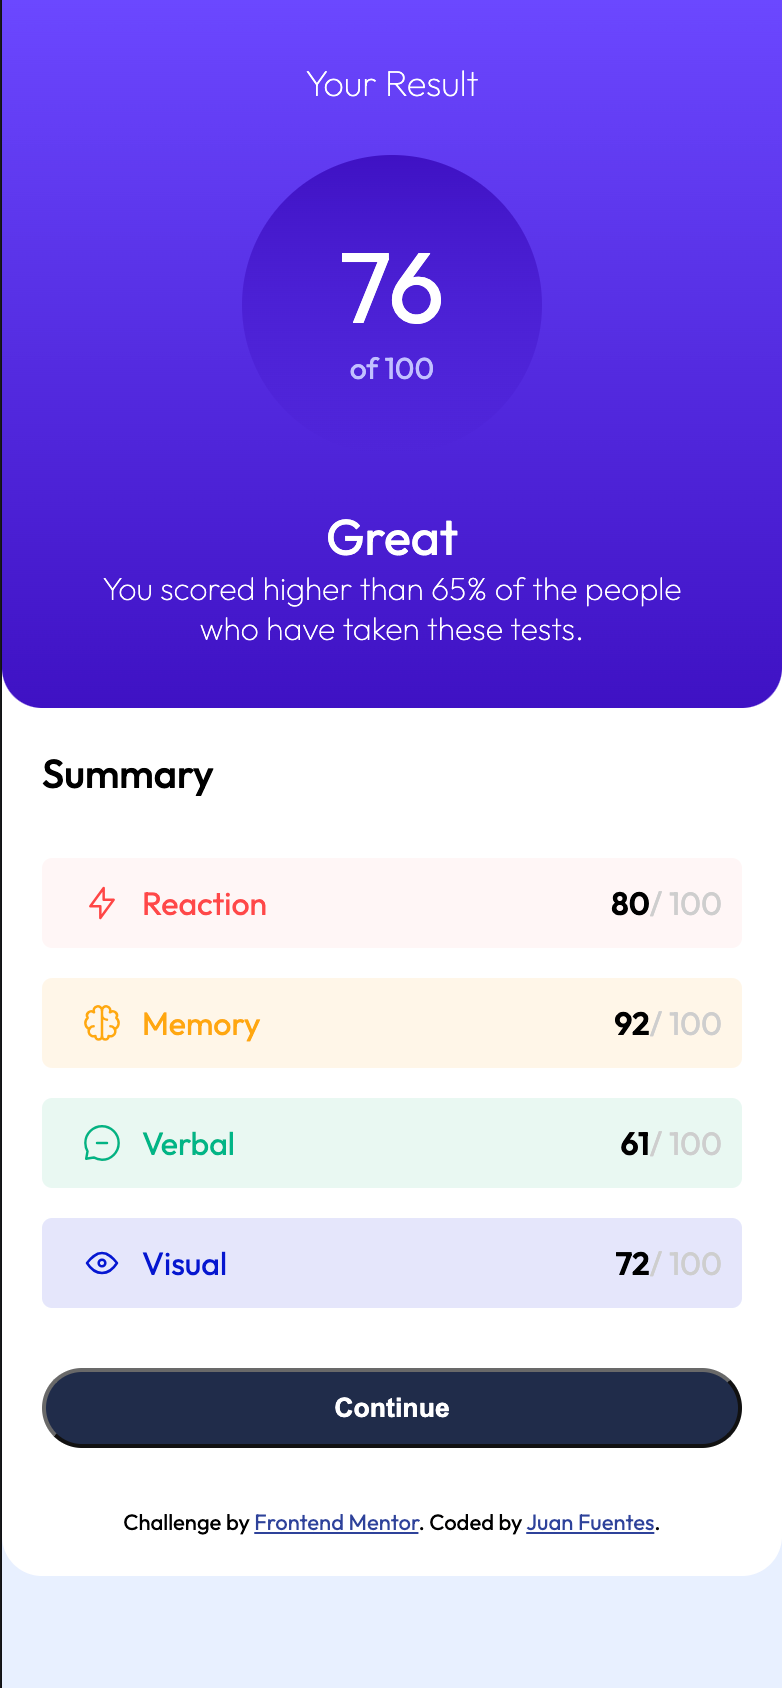 Your Result
76
of 100
Great
You scored higher than 65% of the people
who have taken these tests.
Summary
Reaction 80/ 100
Memory 92/ 100
Verbal 61/ 100
Visual 72/ 100
Continue
Challenge by Frontend Mentor. Coded by Juan Fuentes.